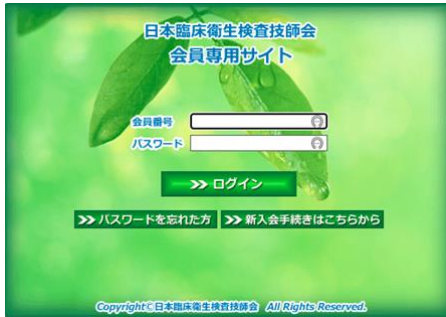 日本臨床衛生検査技師会
会員専用サイト
会員番号
パスワード
>> ログイン
>> パスワードを忘れた方 >> 新入会手続きはこちらから
Copyright©日本臨床衛生検査技師会 All Rights Reserved.